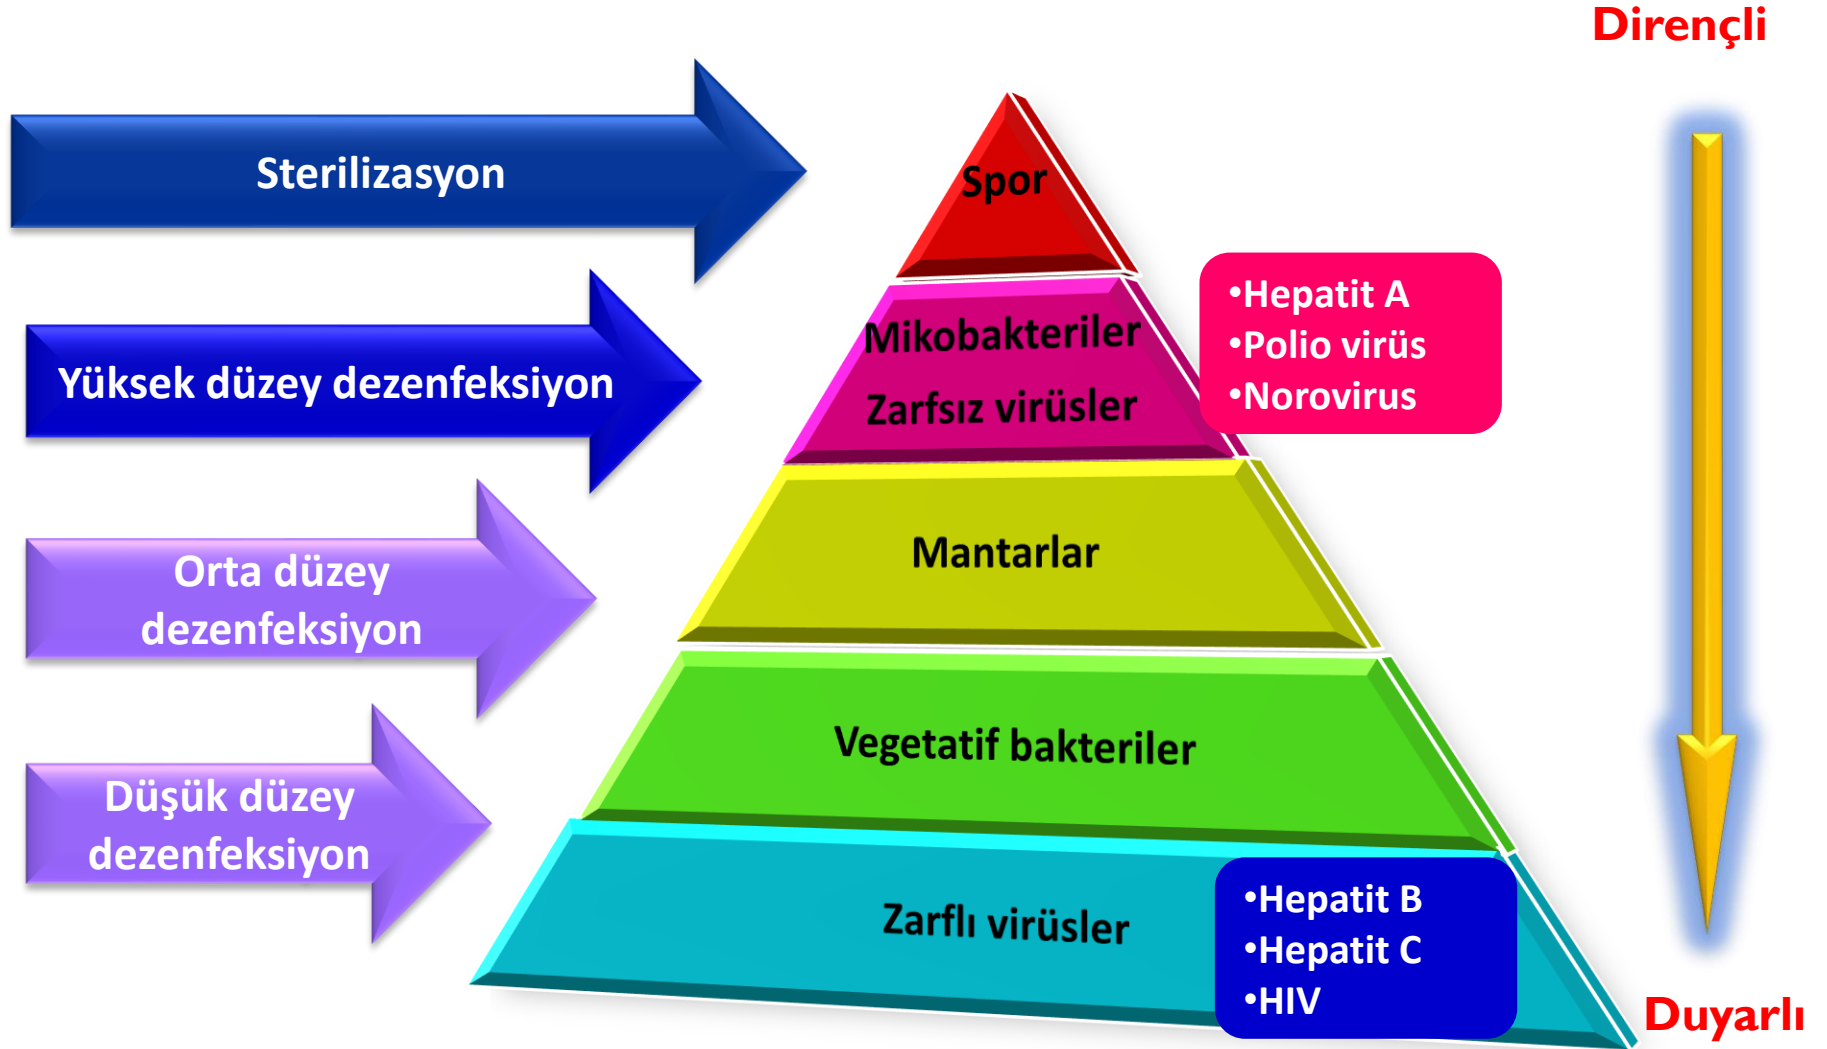 Dirençli
Sterilizasyon
Spor
Yüksek düzey dezenfeksiyon
Mikobakteriler
Zarfsız virüsler
•Hepatit A
•Polio virüs
•Norovirus
Orta düzey
dezenfeksiyon
Mantarlar
Düşük düzey
dezenfeksiyon
Vegetatif bakteriler
Zarflı virüsler
•Hepatit B
•Hepatit C
•HIV
Duyarlı